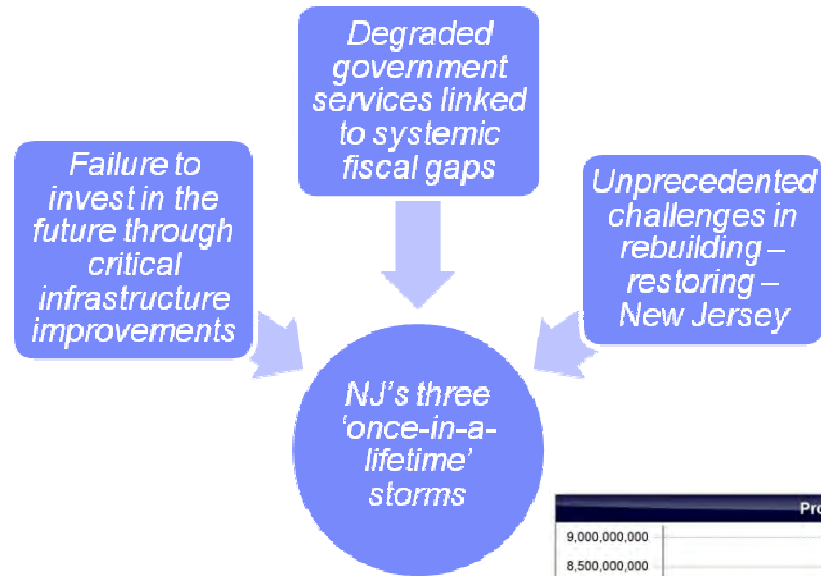 Degraded
government
services linked
to systemic
fiscal gaps
Failure to
invest in the
future through
critical
infrastructure
improvements
Unprecedented
challenges in
rebuilding –
restoring –
New Jersey
NJ's three
'once-in-a-
lifetime'
storms
9,000,000,000
8,500,000,000